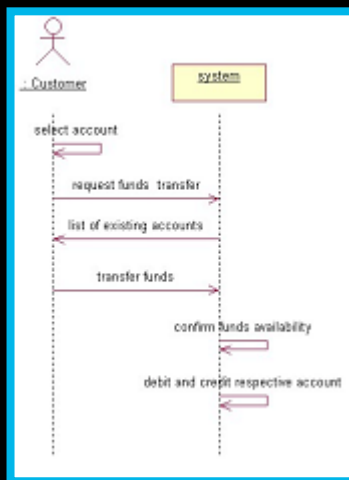 : Customer
system
select account
request funds transfer
list of existing accounts
transfer funds
confirm funds availability
debit and credit respective account